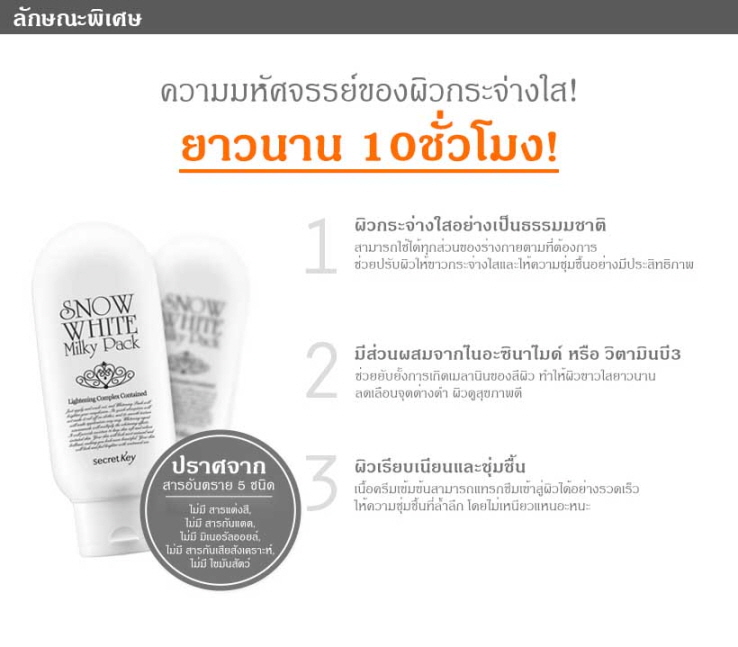 ลักษณะพิเศษ
ความมหัศจรรย์ของผิวกระจ่างใส!
ยาวนาน 10ชั่วโมง!
1
ผิวกระจ่างใสอย่างเป็นธรรมมชาติ
สามารถใช้ได้ทุกส่วนของร่างกายตามที่ต้องการ
ช่วยปรับผิวให้ขาวกระจ่างใสและให้ความชุ่มชื้นอย่างมีประสิทธิภาพ
2
มีส่วนผสมจากไนอะซินาไมด์ หรือ วิตามินบี3
ช่วยยับยั้งการเกิดเมลานินของสีผิว ทำให้ผิวขาวใสยาวนาน
ลดเลือนจุดด่างดำ ผิวดูสุขภาพดี
3
ผิวเรียบเนียนและชุ่มชื้น
เนื้อครีมเข้มข้นสามารถแทรกซึมเข้าสู่ผิวได้อย่างรวดเร็ว
ให้ความชุ่มชื้นที่ล้ำลึก โดยไม่เหนียวเหนอะหนะ
SNOW
WHITE
Milky Pack
Lightening Complex Contained
secretKey
SNOW
WHITE
Milky Pack
ปราศจาก
สารอันตราย 5 ชนิด
ไม่มี สารแต่งสี,
ไม่มี สารกันแดด,
ไม่มี มิเนอรัลออยล์,
ไม่มี สารกันเสียสังเคราะห์,
ไม่มี ไขมันสัตว์